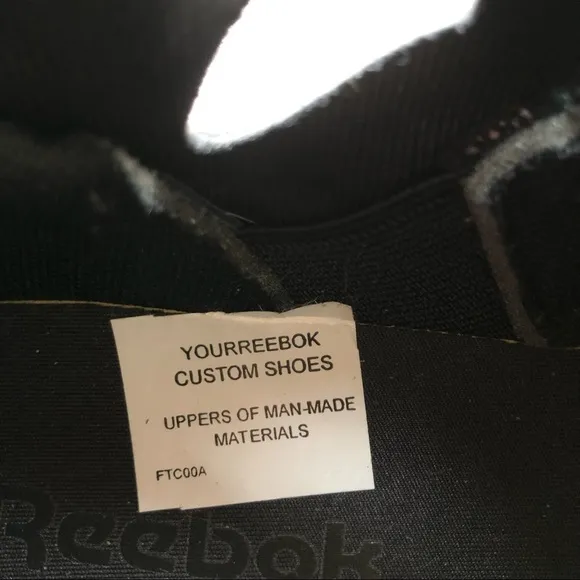 YOURREEBOK
CUSTOM SHOES
UPPERS OF MAN-MADE
MATERIALS
FTC00A
Reebok